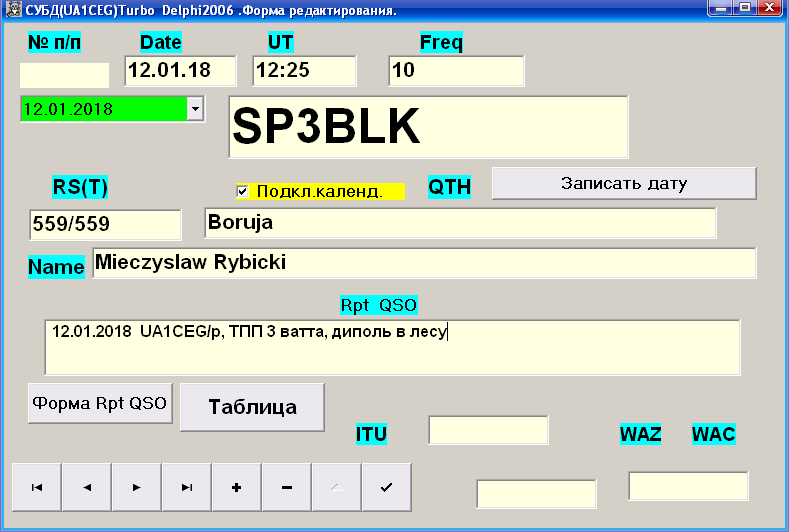 СУБД(UA1CEG)Turbo Delphi2006 .Форма редактирования.
№ п/п Date UT Freq
12.01.18 12:25 10
12.01.2018
SP3BLK
RS(T) Подкл.календ. QTH Записать дату
559/559 Boruja
Name Mieczyslaw Rybicki
Rpt QSO
12.01.2018 UA1CEG/p, ТПП 3 ватта, диполь в лесу
Форма Rpt QSO Таблица
ITU WAZ WAC